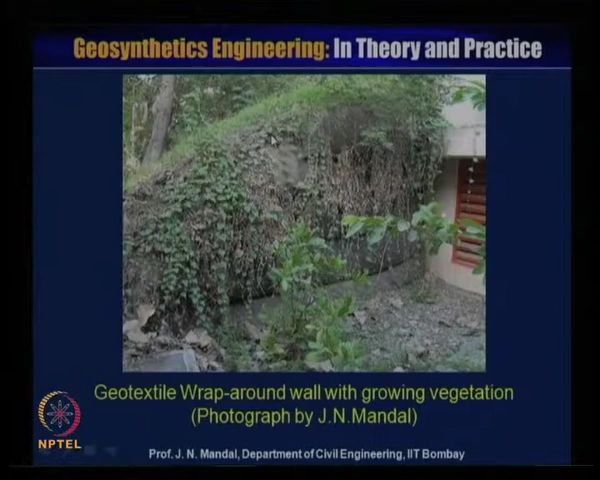 Geosynthetics Engineering: In Theory and Practice
Geotextile Wrap-around wall with growing vegetation
(Photograph by J.N.Mandal)
NPTEL
Prof. J. N. Mandal, Department of Civil Engineering, IIT Bombay